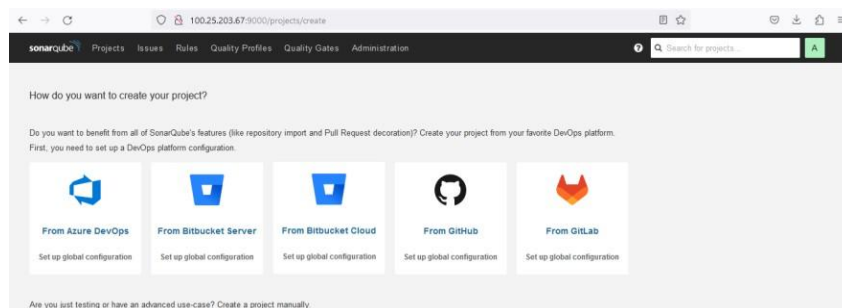 100.25.203.67:9000/projects/create
sonarqube Projects Issues Rules Quality Profiles Quality Gates Administration ? Search for projects... A
How do you want to create your project?
Do you want to benefit from all of SonarQube's features (like repository import and Pull Request decoration)? Create your project from your favorite DevOps platform.
First, you need to set up a DevOps platform configuration.
From Azure DevOps From Bitbucket Server From Bitbucket Cloud From GitHub From GitLab
Set up global configuration Set up global configuration Set up global configuration Set up global configuration Set up global configuration
Are you just testing or have an advanced use-case? Create a project manually.